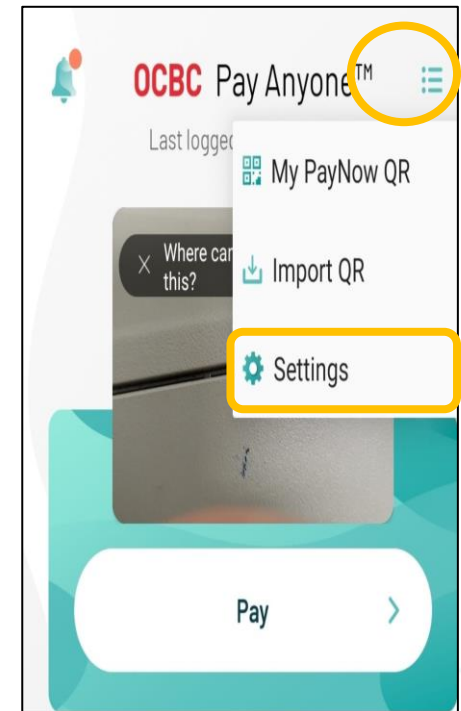 OCBC Pay Anyone™
Last logged
My PayNow QR
Where can
this?
Import QR
Settings
Pay